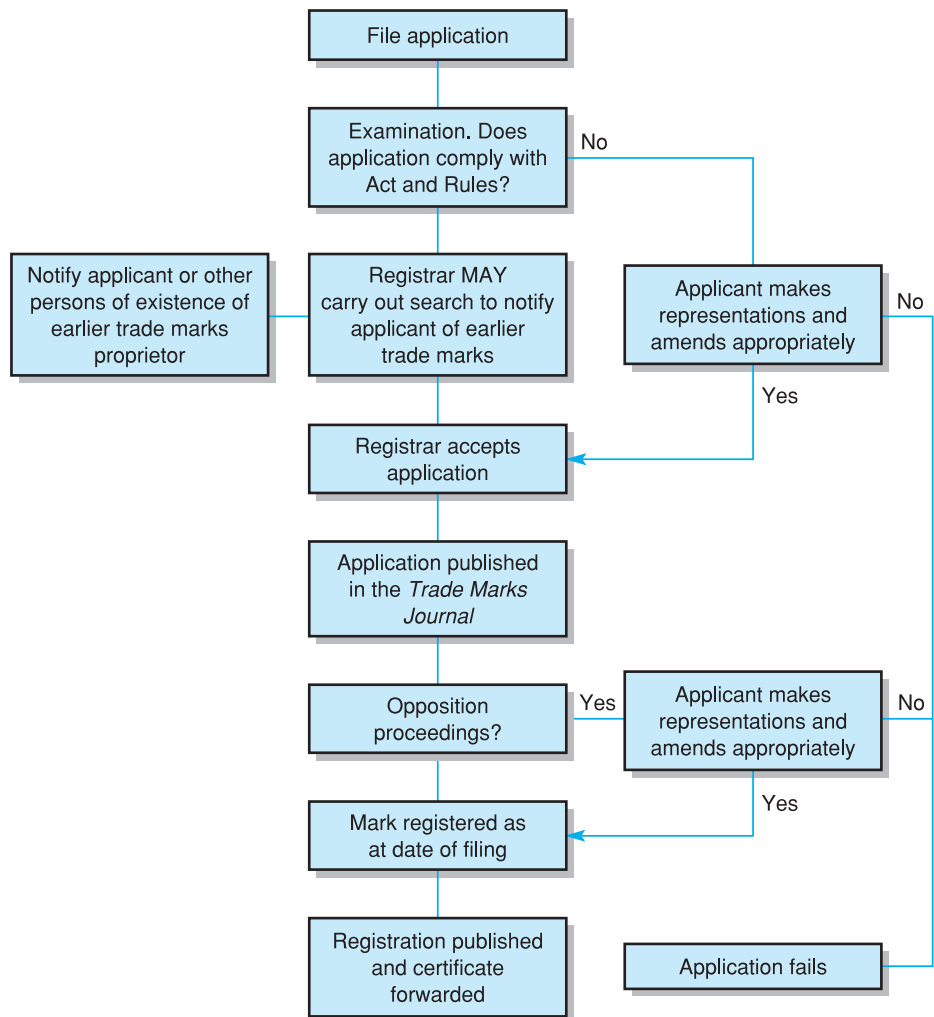 File application
Examination. Does
application comply with
Act and Rules?
No
Notify applicant or other
persons of existence of
earlier trade marks
proprietor
Registrar MAY
carry out search to notify
applicant of earlier
trade marks
Applicant makes
representations and
amends appropriately
No
Yes
Registrar accepts
application
Application published
in the Trade Marks
Journal
Opposition
proceedings?
Yes
Applicant makes
representations and
amends appropriately
No
Yes
Mark registered as
at date of filing
Registration published
and certificate
forwarded
Application fails